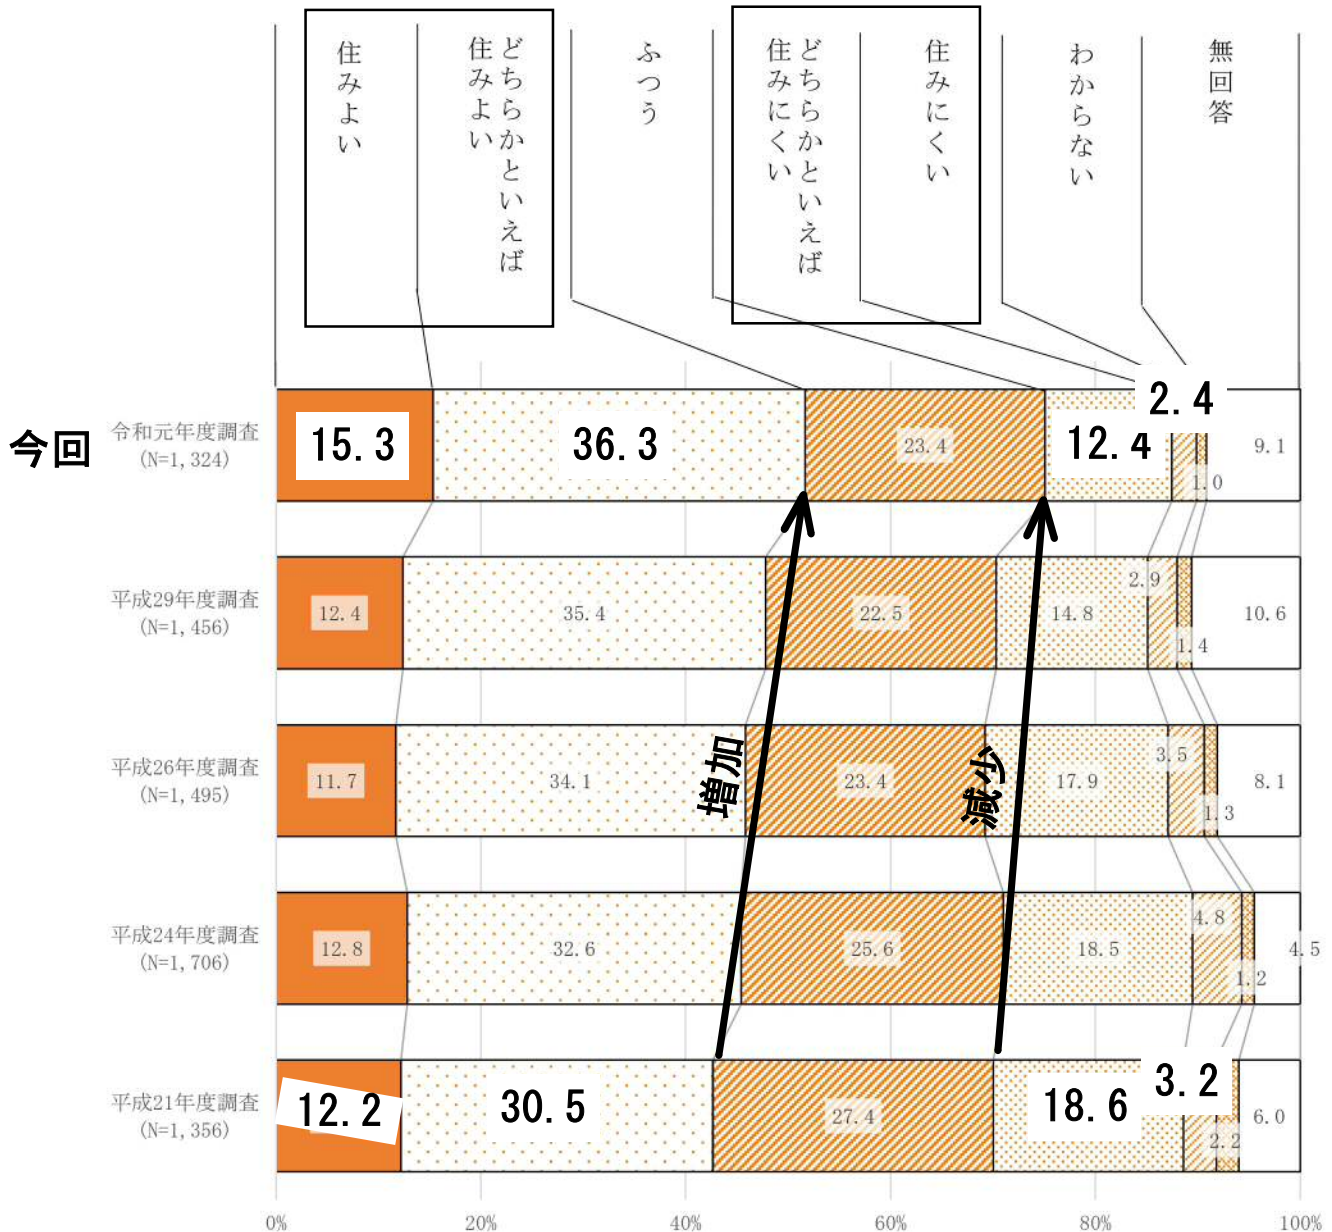 住みよい
どちらかといえば
住みよい
ふつう
どちらかといえば
住みにくい
住みにくい
わからない
無回答
今回
令和元年度調査
(N=1,324)
15.3
36.3
23.4
12.4
2.4
1.0
9.1
平成29年度調査
(N=1,456)
12.4
35.4
22.5
14.8
2.9
1.4
10.6
平成26年度調査
(N=1,495)
11.7
34.1
増加
23.4
減少
17.9
3.5
1.3
8.1
平成24年度調査
(N=1,706)
12.8
32.6
25.6
18.5
4.8
1.2
4.5
平成21年度調査
(N=1,356)
12.2
30.5
27.4
18.6
3.2
2.2
6.0
0%
20%
40%
60%
80%
100%